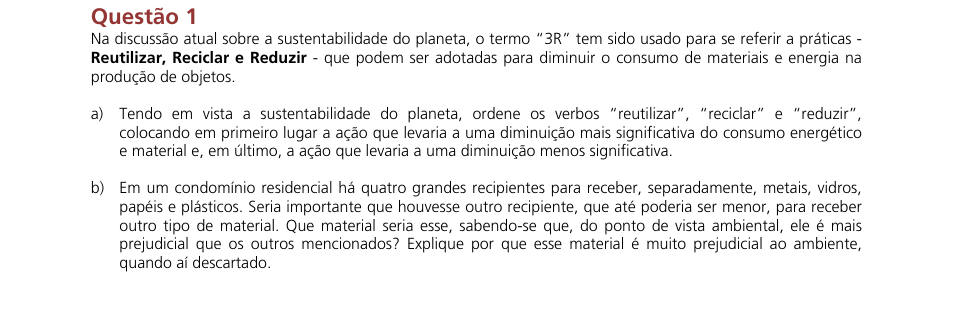 Questão 1
Na discussão atual sobre a sustentabilidade do planeta, o termo “3R” tem sido usado para se referir a práticas -
Reutilizar, Reciclar e Reduzir - que podem ser adotadas para diminuir o consumo de materiais e energia na
produção de objetos.
a) Tendo em vista a sustentabilidade do planeta, ordene os verbos “reutilizar”, “reciclar” e “reduzir”,
colocando em primeiro lugar a ação que levaria a uma diminuição mais significativa do consumo energético
e material e, em último, a ação que levaria a uma diminuição menos significativa.
b) Em um condomínio residencial há quatro grandes recipientes para receber, separadamente, metais, vidros,
papéis e plásticos. Seria importante que houvesse outro recipiente, que até poderia ser menor, para receber
outro tipo de material. Que material seria esse, sabendo-se que, do ponto de vista ambiental, ele é mais
prejudicial que os outros mencionados? Explique por que esse material é muito prejudicial ao ambiente,
quando aí descartado.